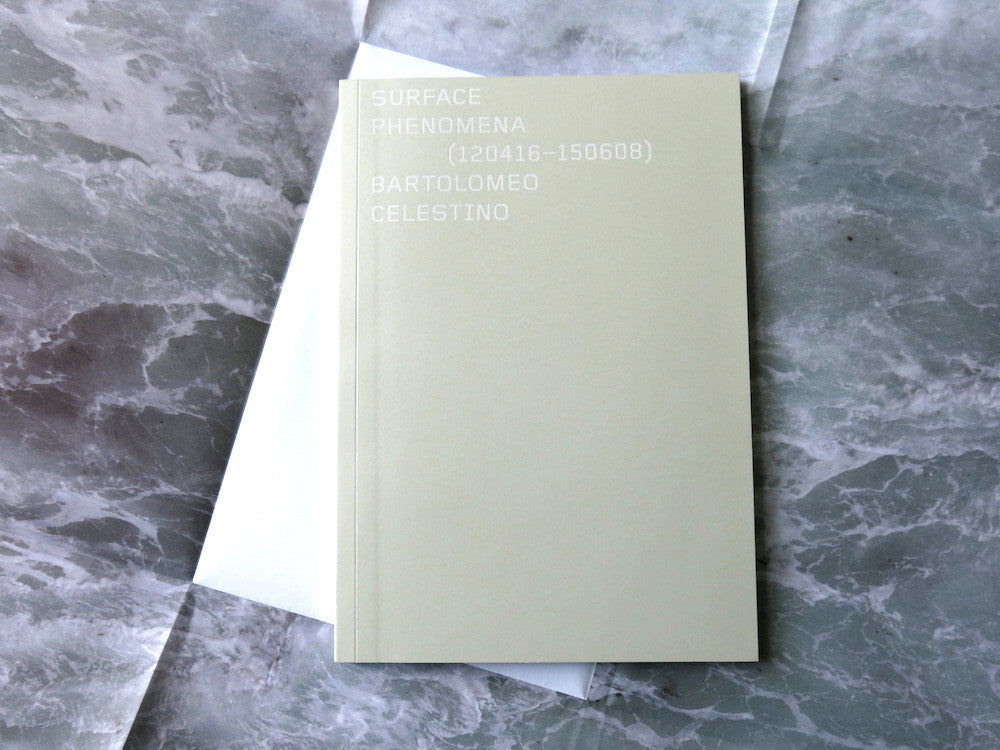 SURFACE
PHENOMENA
(120416–150608)
BARTOLOMEO
CELESTINO